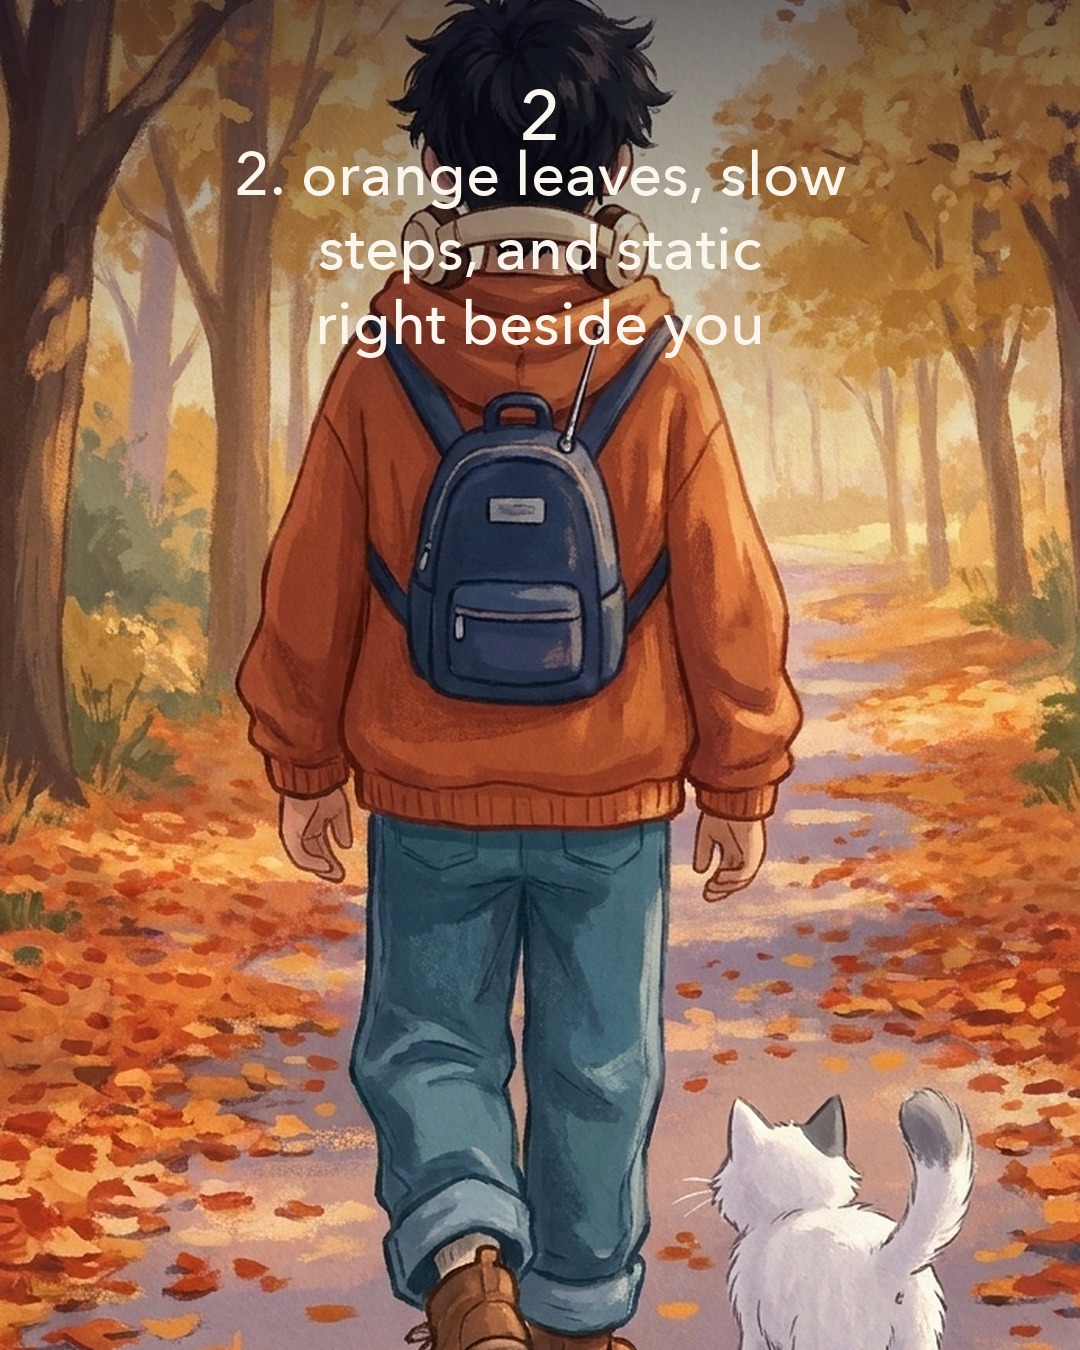 2
2. orange leaves, slow
steps, and static
right beside you